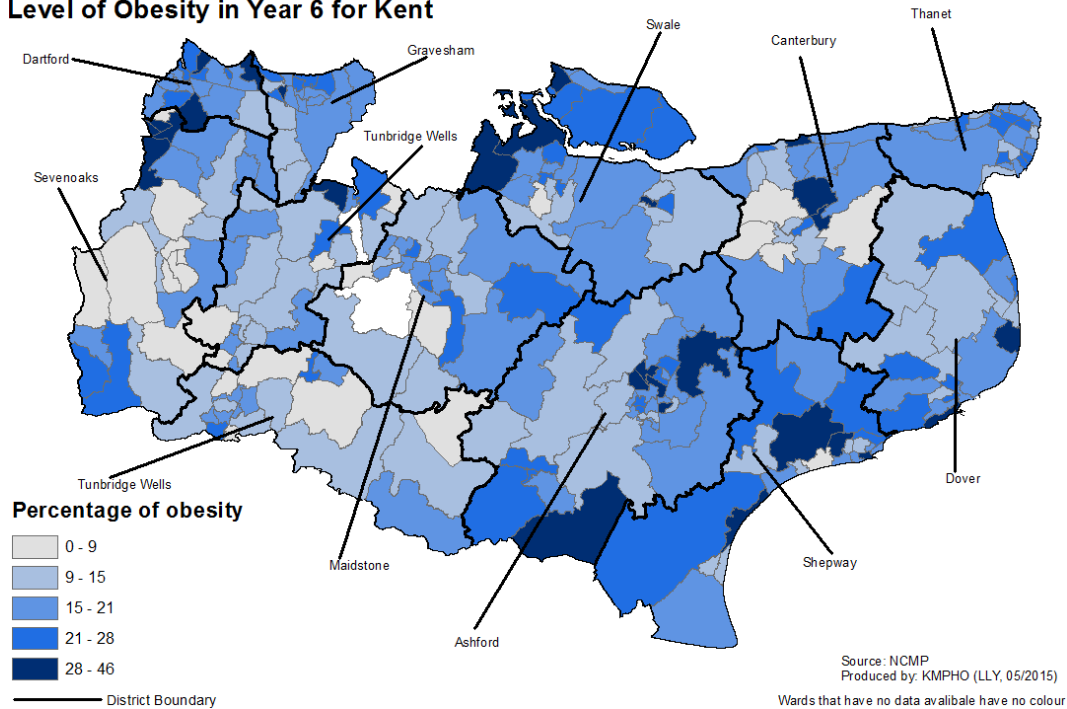 Level of Obesity in Year 6 for Kent
Thanet
Swale
Canterbury
Gravesham
Dartford
Tunbridge Wells
Sevenoaks
Tunbridge Wells
Dover
Maidstone
Shepway
Ashford
Percentage of obesity
0 - 9
9 - 15
15 - 21
21 - 28
28 - 46
District Boundary
Source: NCMP
Produced by: KMPHO (LLY, 05/2015)
Wards that have no data avalibale have no colour